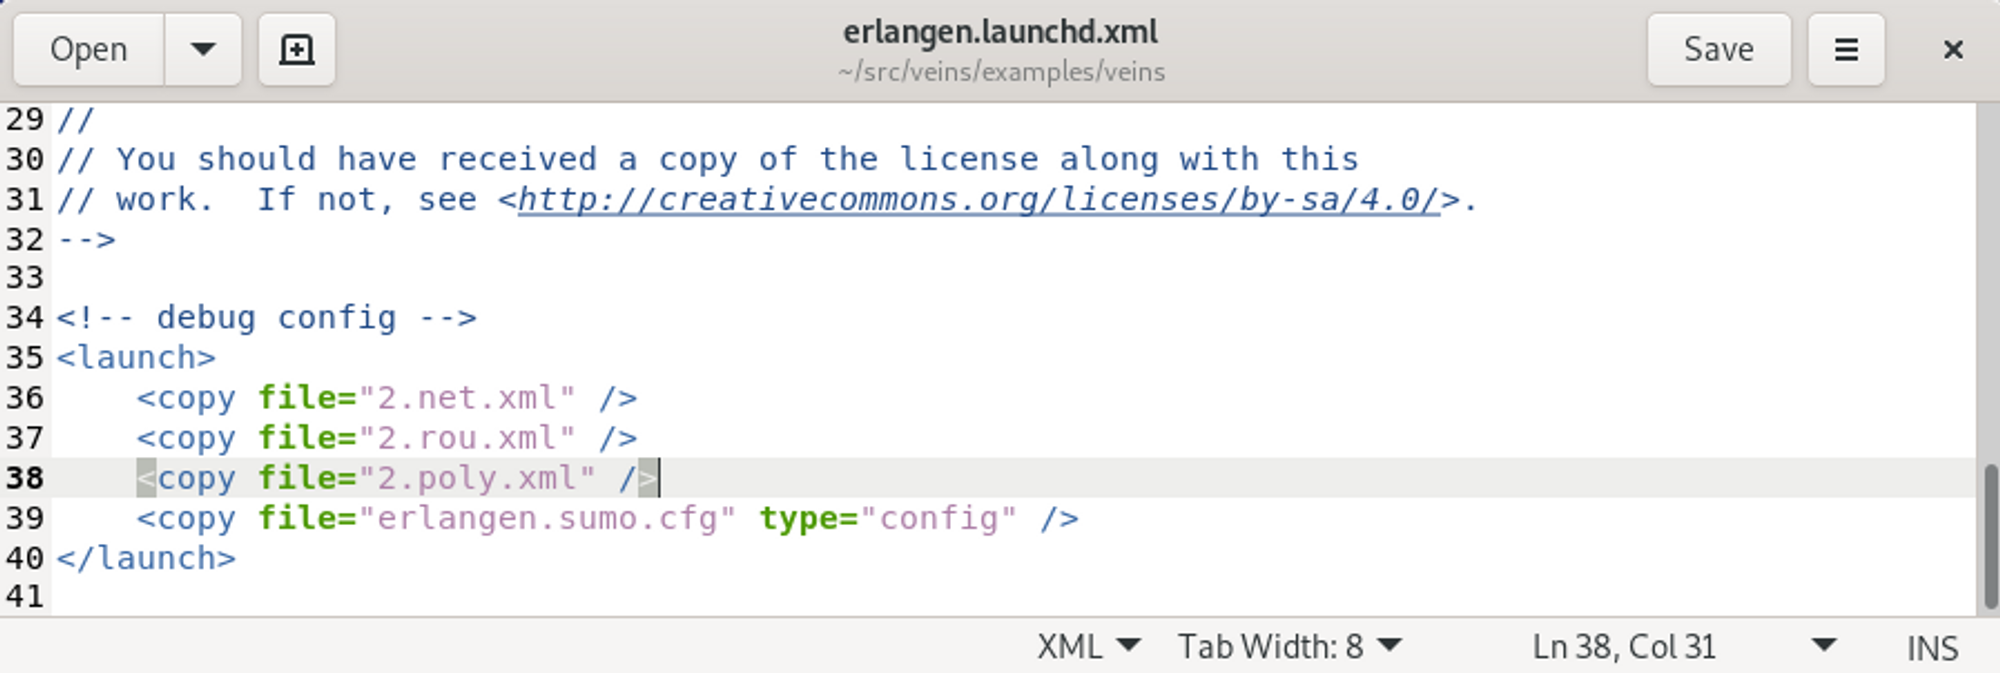 Open
erlangen.launchd.xml
~/src/veins/examples/veins
Save
29 //
30 // You should have received a copy of the license along with this
31 // work.  If not, see <http://creativecommons.org/licenses/by-sa/4.0/>.
32 -->
33
34 <!-- debug config -->
35 <launch>
36     <copy file="2.net.xml" />
37     <copy file="2.rou.xml" />
38     <copy file="2.poly.xml" />
39     <copy file="erlangen.sumo.cfg" type="config" />
40 </launch>
41
XML Tab Width: 8 Ln 38, Col 31 INS